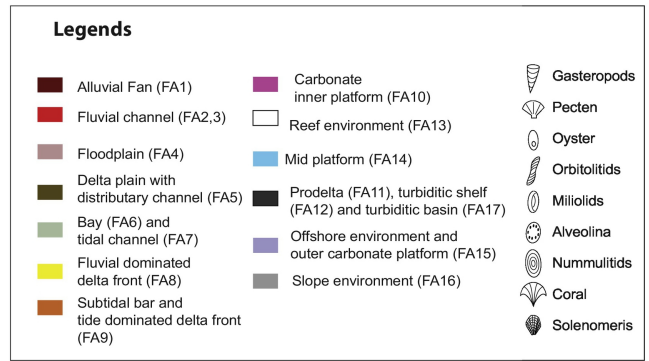 Legends
Alluvial Fan (FA1)
Fluvial channel (FA2,3)
Floodplain (FA4)
Delta plain with
distributary channel (FA5)
Bay (FA6) and
tidal channel (FA7)
Fluvial dominated
delta front (FA8)
Subtidal bar and
tide dominated delta front
(FA9)
Carbonate
inner platform (FA10)
Reef environment (FA13)
Mid platform (FA14)
Prodelta (FA11), turbiditic shelf
(FA12) and turbiditic basin (FA17)
Offshore environment and
outer carbonate platform (FA15)
Slope environment (FA16)
Gasteropods
Pecten
Oyster
Orbitolitids
Miliolids
Alveolina
Nummulitids
Coral
Solenomeris